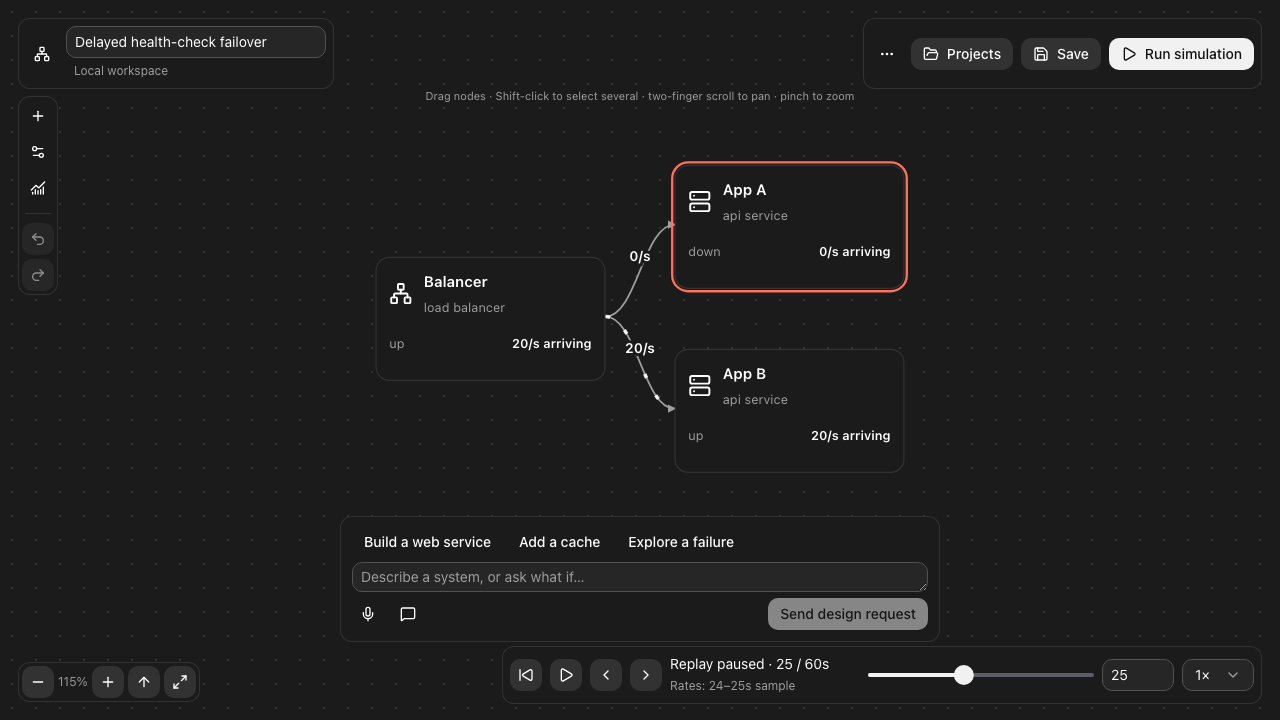 Delayed health-check failover
Local workspace
Projects
Save
Run simulation
Drag nodes · Shift-click to select several · two-finger scroll to pan · pinch to zoom
App A
api service
down
0/s arriving
0/s
Balancer
load balancer
up
20/s arriving
20/s
App B
api service
up
20/s arriving
Build a web service
Add a cache
Explore a failure
Describe a system, or ask what if...
Send design request
115%
Replay paused · 25 / 60s
Rates: 24–25s sample
25
1×